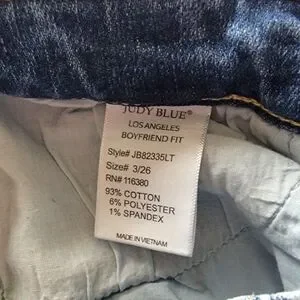 JUDY BLUE®
LOS ANGELES
BOYFRIEND FIT
Style# JB82335LT
Size# 3/26
RN# 116380
93% COTTON
6% POLYESTER
1% SPANDEX
MADE IN VIETNAM